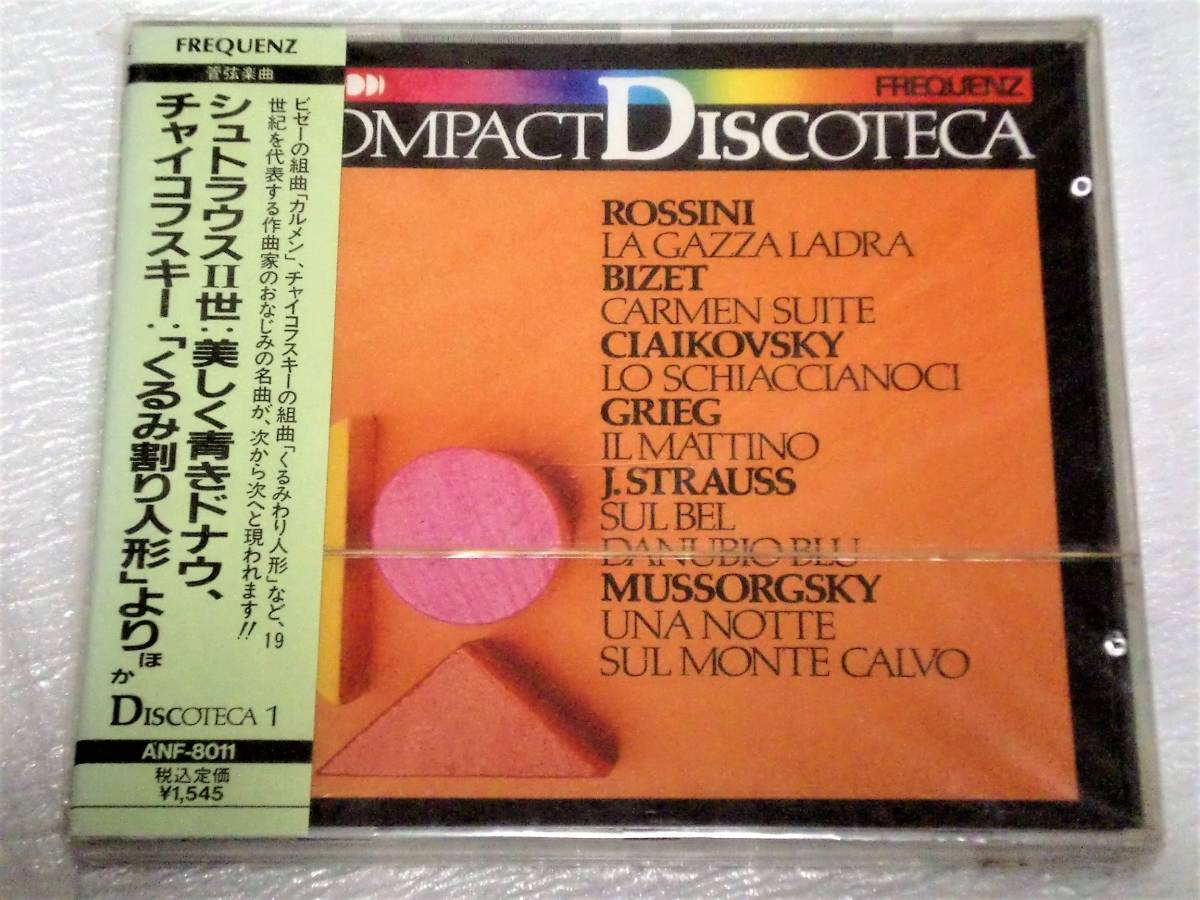 FREQUENZ
管弦楽曲
ビゼーの組曲「カルメン」、チャイコフスキーの組曲「くるみわり人形」など、19
世紀を代表する作曲家のおなじみの名曲が、次から次へと現われます!!
シュトラウスII世:美しく青きドナウ、
チャイコフスキー:「くるみ割り人形」よりほか
DISCOTECA 1
ANF-8011
税込定価
¥1,545
FREQUENZ
OMPACT DISCOTECA
ROSSINI
LA GAZZA LADRA
BIZET
CARMEN SUITE
CIAIKOVSKY
LO SCHIACCIANOCI
GRIEG
IL MATTINO
J. STRAUSS
SUL BEL
DANUBIO BLU
MUSSORGSKY
UNA NOTTE
SUL MONTE CALVO